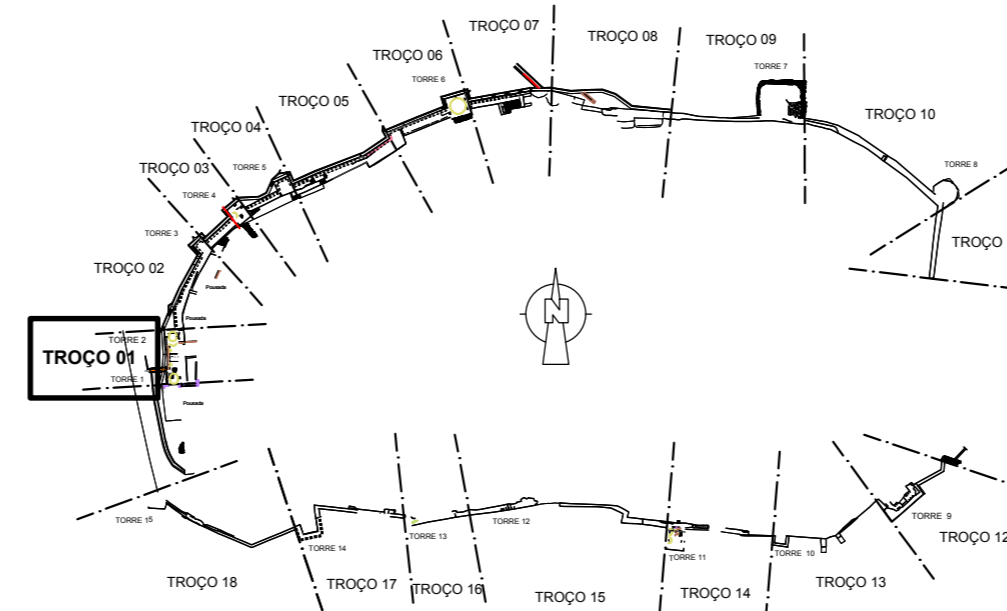 TROÇO 07
TROÇO 08
TROÇO 09
TROÇO 06
TORRE 7
TORRE 6
TROÇO 05
TROÇO 10
TROÇO 04
TROÇO 03
TORRE 5
TORRE 8
TORRE 4
TORRE 3
TROÇO
TROÇO 02
Pousada
N
Pousada
TORRE 2
TROÇO 01
TORRE 1
Pousada
TORRE 15
TORRE 12
TORRE 9
TORRE 13
TROÇO 12
TORRE 14
TORRE 11
TORRE 10
TROÇO 18
TROÇO 17
TROÇO 16
TROÇO 15
TROÇO 14
TROÇO 13